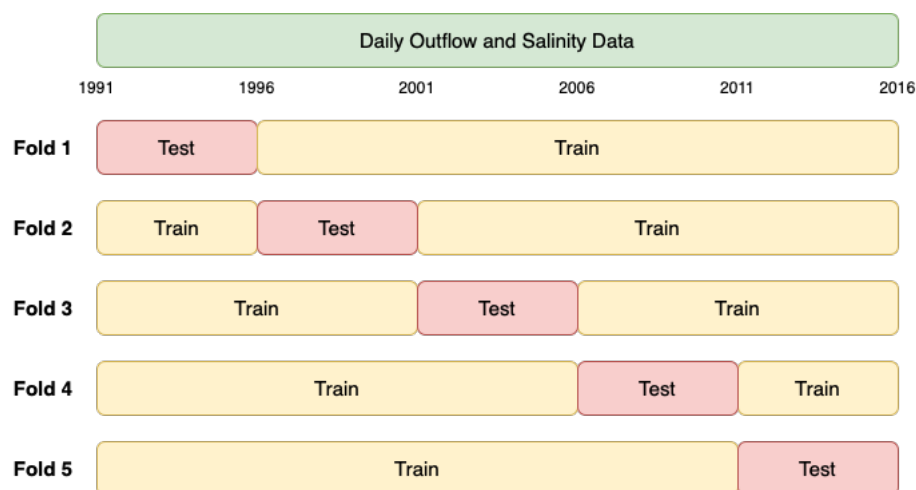 Daily Outflow and Salinity Data
1991 1996 2001 2006 2011 2016
Fold 1 Test Train
Fold 2 Train Test Train
Fold 3 Train Test Train
Fold 4 Train Test Train
Fold 5 Train Test